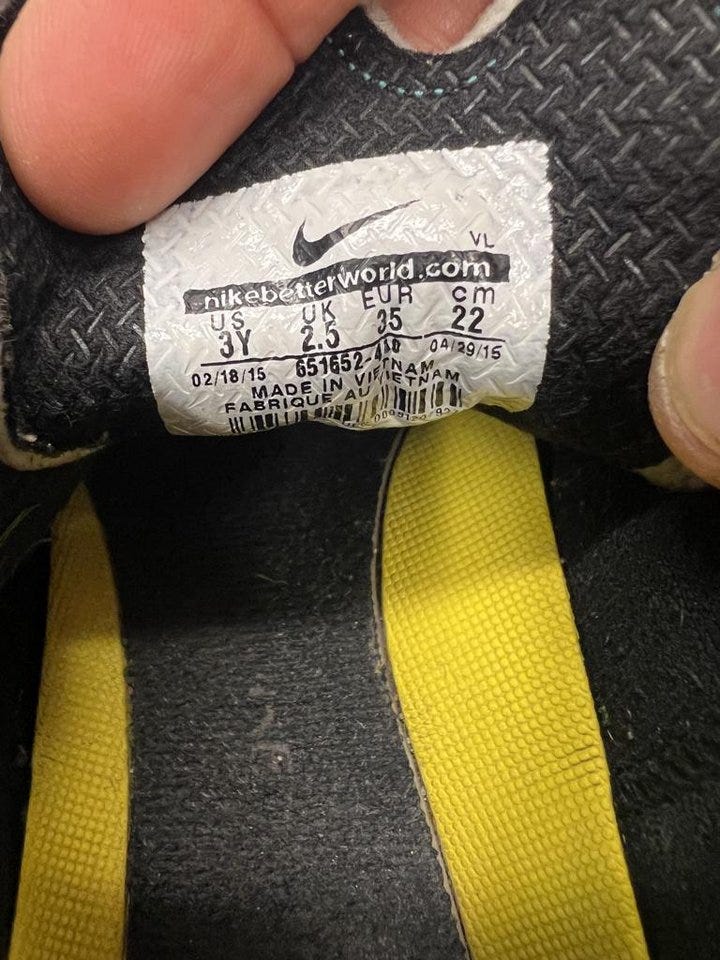 VL
nikebetterworld.com
US UK EUR cm
3Y 2.5 35 22
02/18/15 04/29/15
MADE IN VIETNAM
FABRIQUE AU VIETNAM